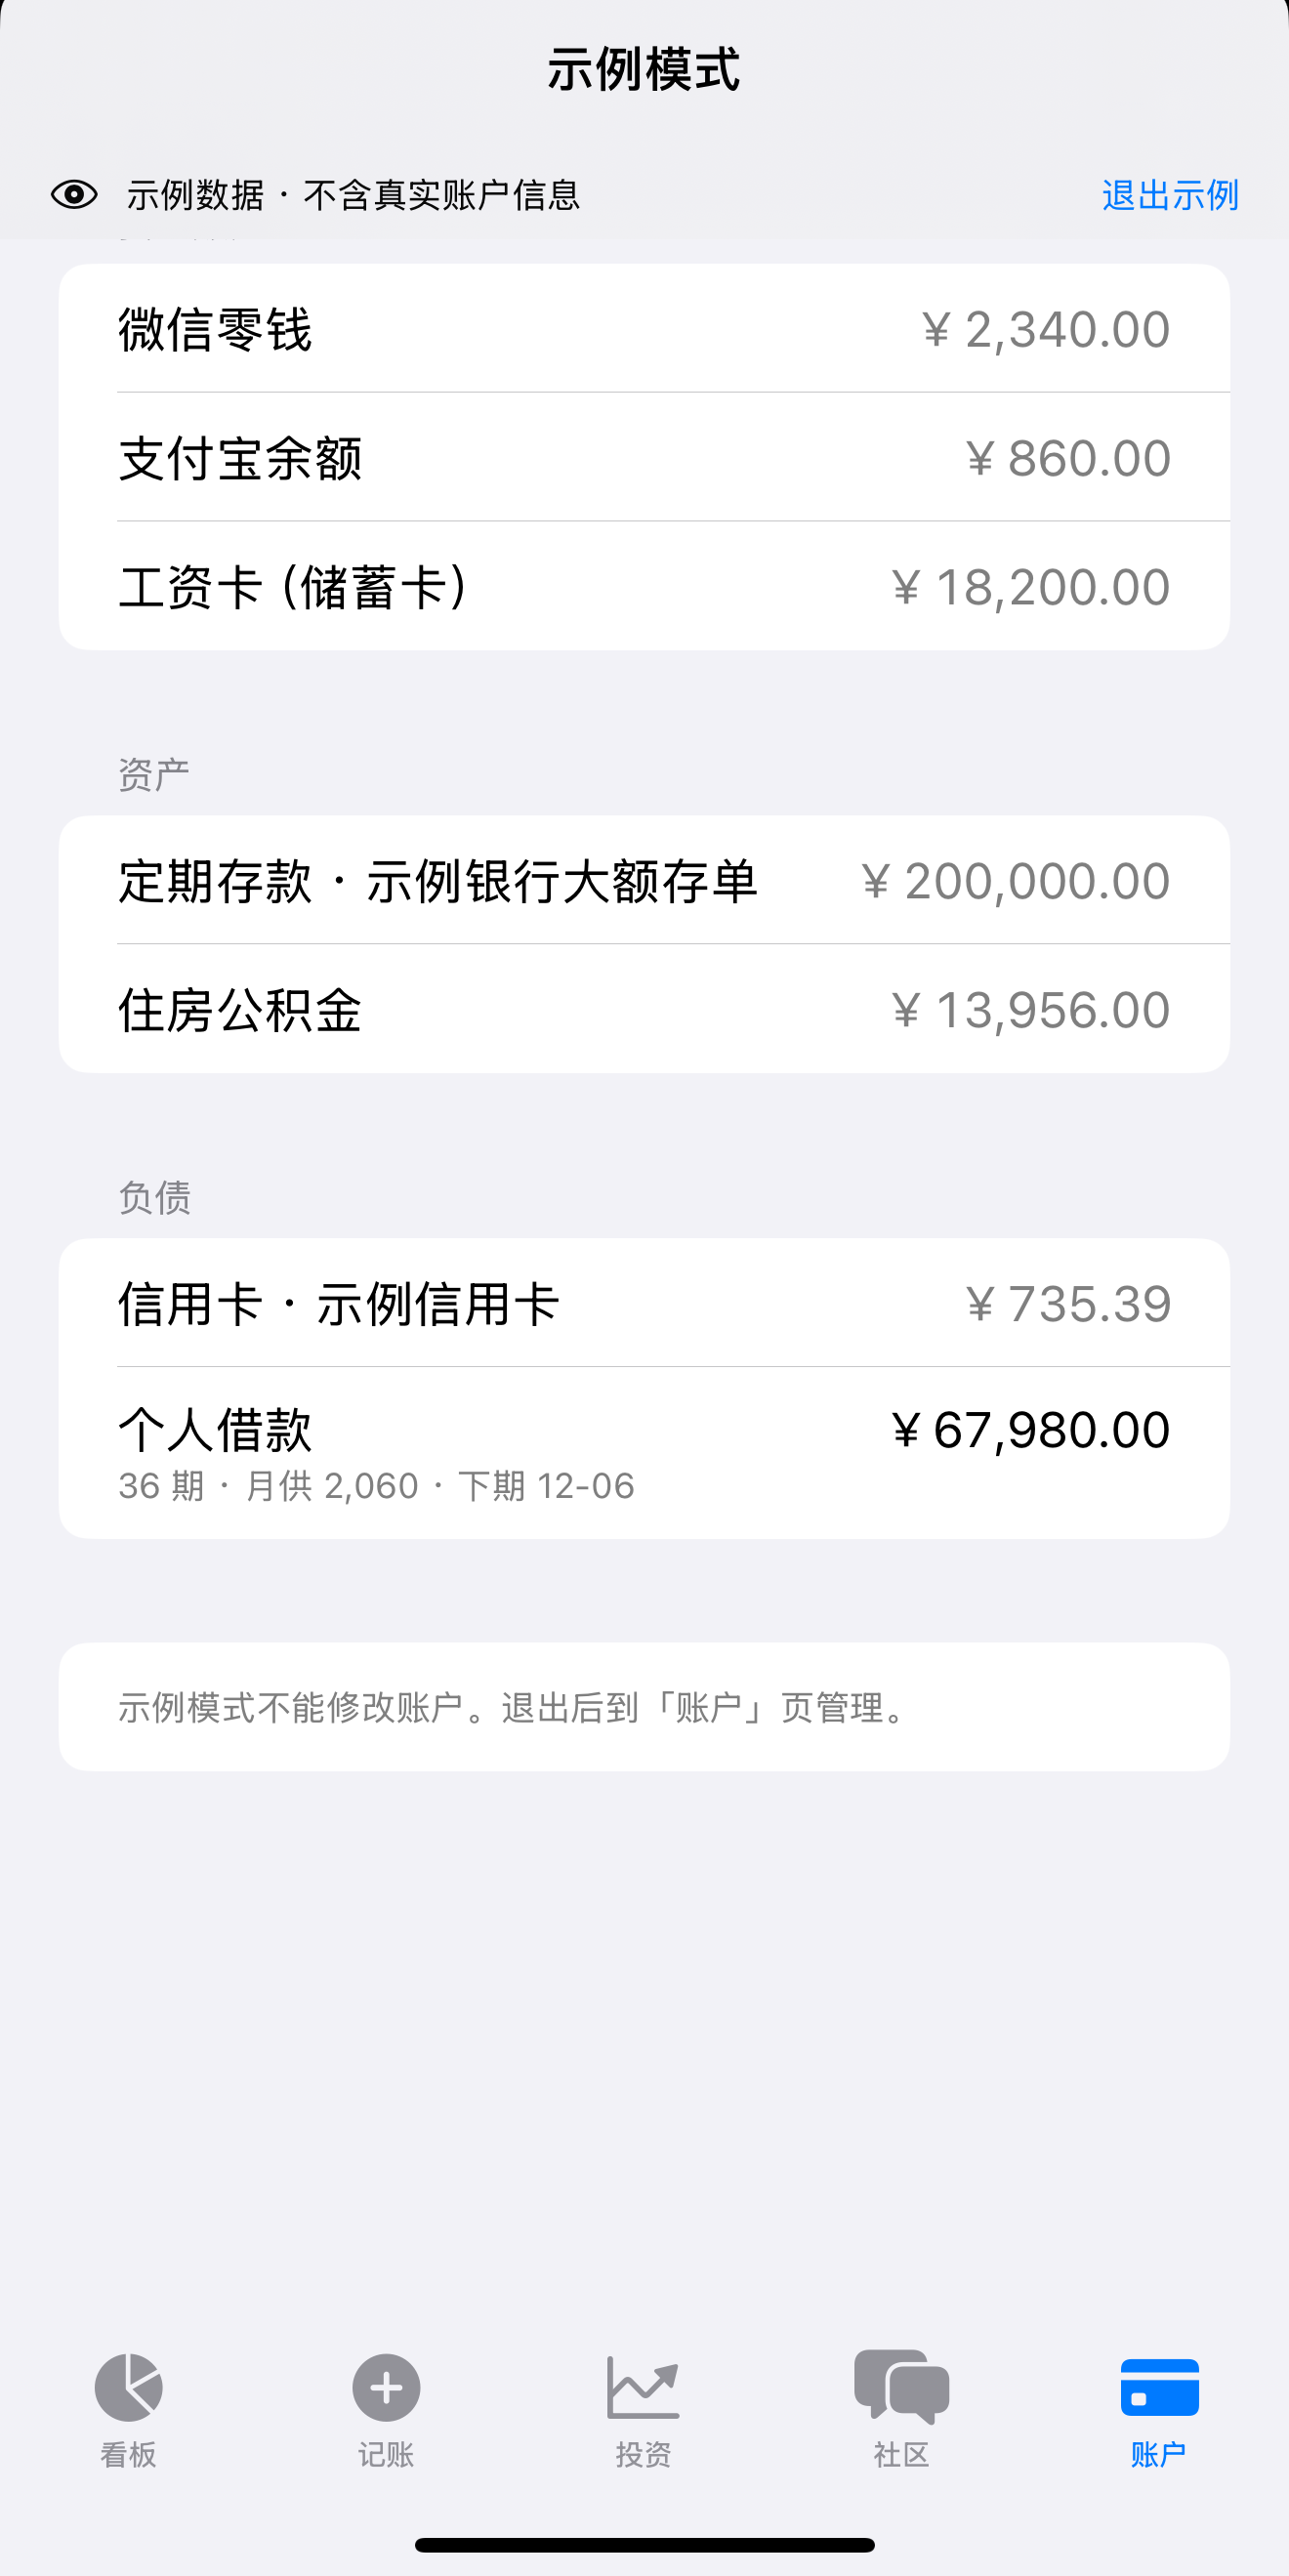 示例模式
示例数据 · 不含真实账户信息
退出示例
微信零钱
¥ 2,340.00
支付宝余额
¥ 860.00
工资卡（储蓄卡）
¥ 18,200.00
资产
定期存款 · 示例银行大额存单
¥ 200,000.00
住房公积金
¥ 13,956.00
负债
信用卡 · 示例信用卡
¥ 735.39
个人借款
¥ 67,980.00
36 期 · 月供 2,060 · 下期 12-06
示例模式不能修改账户。退出后到「账户」页管理。
看板
记账
投资
社区
账户